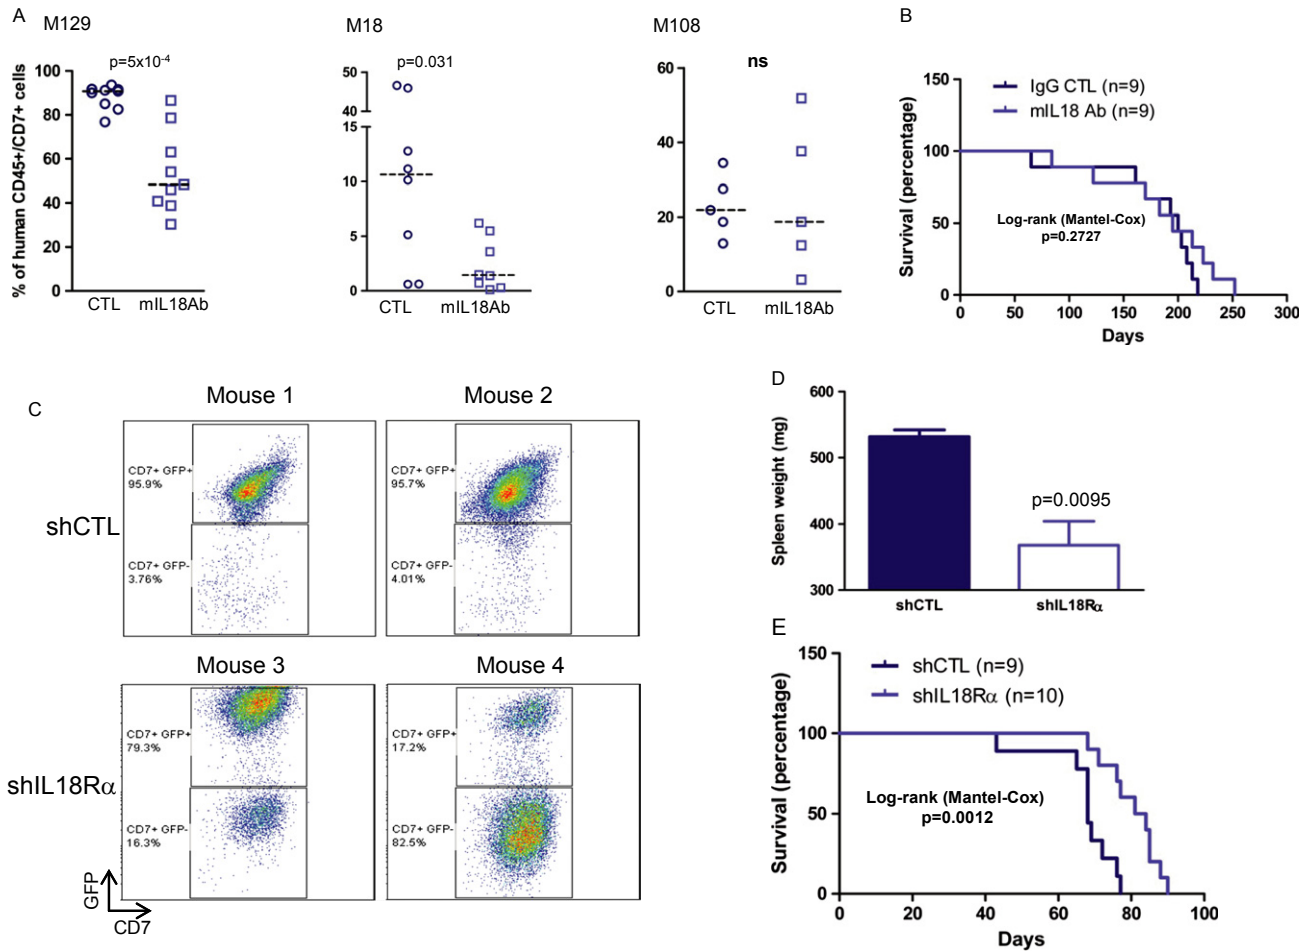 A
M129
p=5x10-4
% of human CD45+/CD7+ cells
100
80
60
40
20
0
CTL
mIL18Ab
M18
p=0.031
50
40
15
10
5
0
CTL
mIL18Ab
M108
ns
60
40
20
0
CTL
mIL18Ab
B
IgG CTL (n=9)
mIL18 Ab (n=9)
Survival (percentage)
150
100
50
0
Log-rank (Mantel-Cox)
p=0.2727
0 50 100 150 200 250 300
Days
C
Mouse 1
Mouse 2
shCTL
CD7+ GFP+
95.9%
CD7+ GFP-
3.76%
CD7+ GFP+
95.7%
CD7+ GFP-
4.01%
Mouse 3
Mouse 4
shIL18Rα
CD7+ GFP+
79.3%
CD7+ GFP-
16.3%
CD7+ GFP+
17.2%
CD7+ GFP-
82.5%
GFP
CD7
D
Spleen weight (mg)
600
500
400
300
p=0.0095
shCTL
shIL18Rα
E
shCTL (n=9)
shIL18Rα (n=10)
Survival (percentage)
150
100
50
0
Log-rank (Mantel-Cox)
p=0.0012
0 20 40 60 80 100
Days